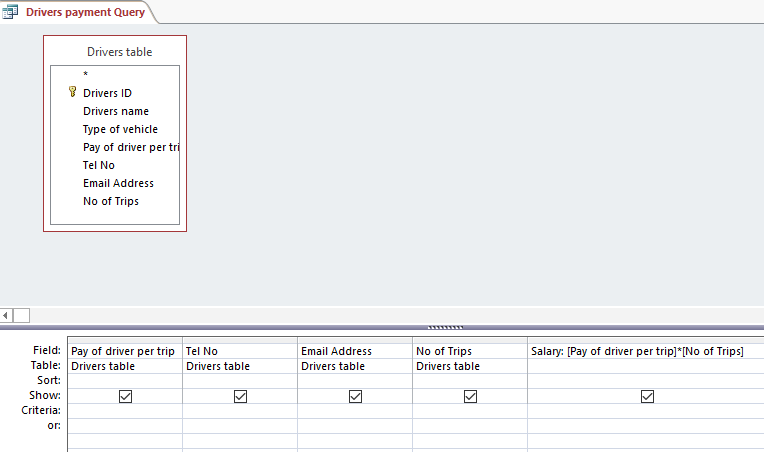 Drivers payment Query
Drivers table
*
Drivers ID
Drivers name
Type of vehicle
Pay of driver per tri
Tel No
Email Address
No of Trips
Field: Pay of driver per trip Tel No Email Address No of Trips Salary: [Pay of driver per trip]*[No of Trips]
Table: Drivers table Drivers table Drivers table Drivers table
Sort:
Show:
Criteria:
or: